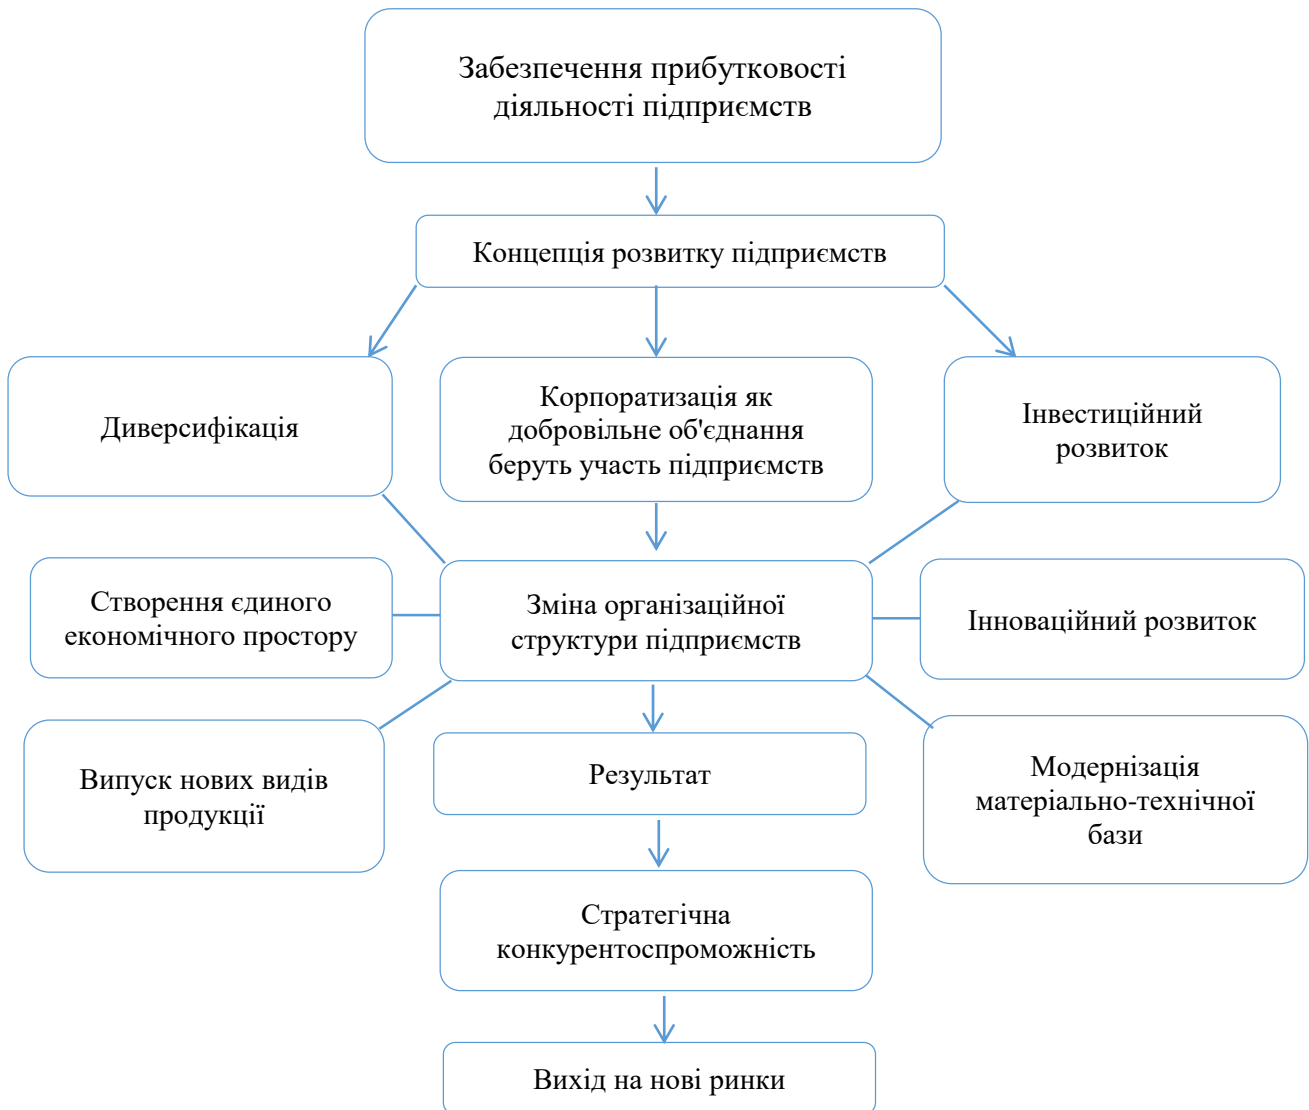 Забезпечення прибутковості
діяльності підприємств
Концепція розвитку підприємств
Диверсифікація
Корпоратизація як
добровільне об'єднання
беруть участь підприємств
Інвестиційний
розвиток
Створення єдиного
економічного простору
Зміна організаційної
структури підприємств
Інноваційний розвиток
Випуск нових видів
продукції
Результат
Модернізація
матеріально-технічної
бази
Стратегічна
конкурентоспроможність
Вихід на нові ринки